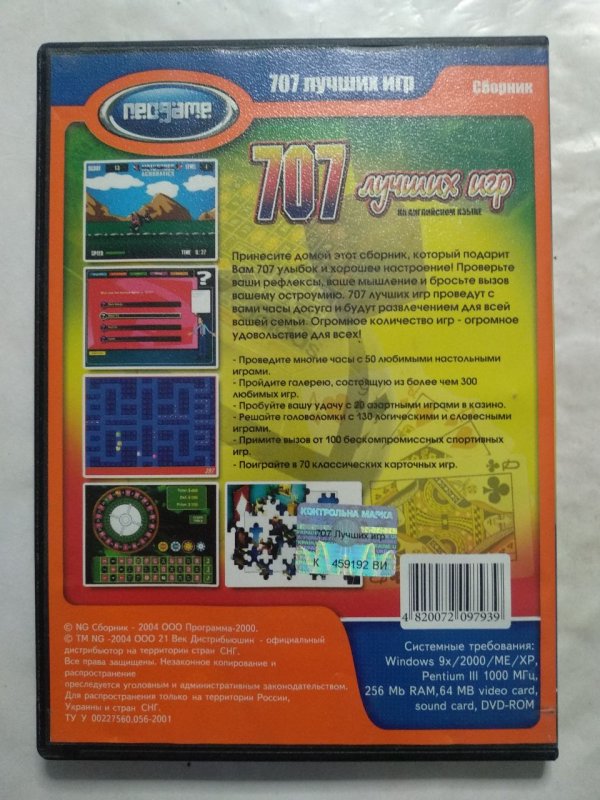 707 лучших игр
Сборник
neogame
707
лучших игр
на английском языке
Принесите домой этот сборник, который подарит
Вам 707 улыбок и хорошее настроение! Проверьте
ваши рефлексы, ваше мышление и бросьте вызов
вашему остроумию. 707 лучших игр проведут с
вами часы досуга и будут развлечением для всей
вашей семьи. Огромное количество игр - огромное
удовольствие для всех!
- Проведите многие часы с 50 любимыми настольными
играми.
- Пройдите галерею, состоящую из более чем 300
любимых игр.
- Пробуйте вашу удачу с 20 азартными играми в казино.
- Решайте головоломки с 130 логическими и словесными
играми.
- Примите вызов от 100 бескомпромиссных спортивных
игр.
- Поиграйте в 70 классических карточных игр.
КОНТРОЛЬНА МАРКА
707 Лучших игр
К 459192 ВИ
4 820072 097939
© NG Сборник - 2004 ООО Программа-2000.
© TM NG -2004 ООО 21 Век Дистрибьюшин - официальный
дистрибьютор на территории стран СНГ.
Все права защищены. Незаконное копирование и
распространение
ореследуется уголовным и административным законодательством.
Для распространения только на территории России,
Украины и стран СНГ.
ТУ У 00227560.056-2001
Системные требования:
Windows 9x/2000/ME/XP,
Pentium III 1000 МГц,
256 Mb RAM,64 MB video card,
sound card, DVD-ROM